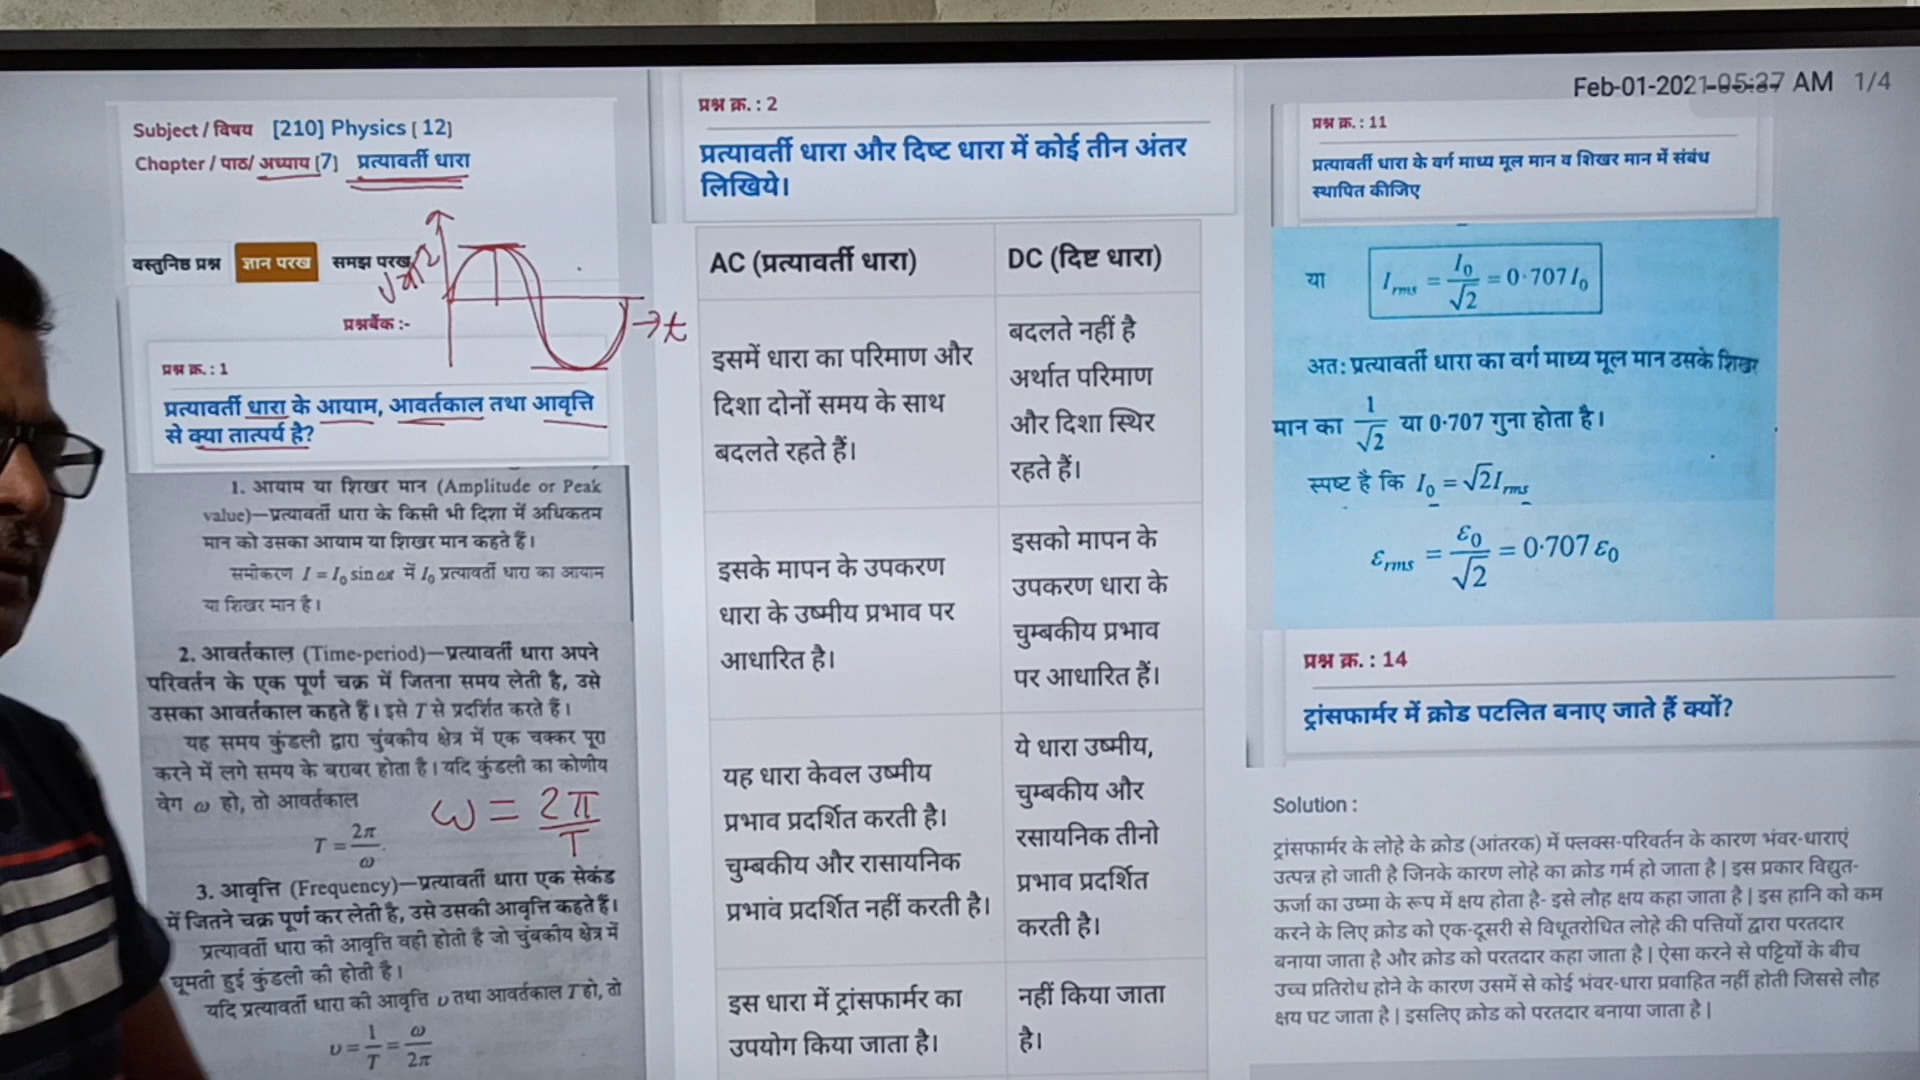 Feb-01-2021-05:37 AM 1/4
Subject / विषय [210] Physics [ 12]
Chapter / पाठ/ अध्याय [7] प्रत्यावर्ती धारा
वस्तुनिष्ठ प्रश्न ज्ञान परख समझ परख
प्रश्नबैंक :-
→ t
प्रश्न क्र. : 1
प्रत्यावर्ती धारा के आयाम, आवर्तकाल तथा आवृत्ति
से क्या तात्पर्य है?
1. आयाम या शिखर मान (Amplitude or Peak
value)—प्रत्यावर्ती धारा के किसी भी दिशा में अधिकतम
मान को उसका आयाम या शिखर मान कहते हैं।
समीकरण I = I₀ sin ωt में I₀ प्रत्यावर्ती धारा का आयाम
या शिखर मान है।
2. आवर्तकाल (Time-period)—प्रत्यावर्ती धारा अपने
परिवर्तन के एक पूर्ण चक्र में जितना समय लेती है, उसे
उसका आवर्तकाल कहते हैं। इसे T से प्रदर्शित करते हैं।
यह समय कुंडली द्वारा चुंबकीय क्षेत्र में एक चक्कर पूरा
करने में लगे समय के बराबर होता है। यदि कुंडली का कोणीय
वेग ω हो, तो आवर्तकाल
ω = 2π/T
T = 2π/ω.
3. आवृत्ति (Frequency)—प्रत्यावर्ती धारा एक सेकंड
में जितने चक्र पूर्ण कर लेती है, उसे उसकी आवृत्ति कहते हैं।
प्रत्यावर्ती धारा की आवृत्ति वही होती है जो चुंबकीय क्षेत्र में
घूमती हुई कुंडली की होती है।
यदि प्रत्यावर्ती धारा की आवृत्ति υ तथा आवर्तकाल T हो, तो
υ = 1/T = ω/2π
प्रश्न क्र. : 2
प्रत्यावर्ती धारा और दिष्ट धारा में कोई तीन अंतर
लिखिये।
AC (प्रत्यावर्ती धारा)
DC (दिष्ट धारा)
इसमें धारा का परिमाण और
दिशा दोनों समय के साथ
बदलते रहते हैं।
बदलते नहीं है
अर्थात परिमाण
और दिशा स्थिर
रहते हैं।
इसके मापन के उपकरण
धारा के उष्मीय प्रभाव पर
आधारित है।
इसको मापन के
उपकरण धारा के
चुम्बकीय प्रभाव
पर आधारित हैं।
यह धारा केवल उष्मीय
प्रभाव प्रदर्शित करती है।
चुम्बकीय और रासायनिक
प्रभाव प्रदर्शित नहीं करती है।
ये धारा उष्मीय,
चुम्बकीय और
रसायनिक तीनो
प्रभाव प्रदर्शित
करती है।
इस धारा में ट्रांसफार्मर का
उपयोग किया जाता है।
नहीं किया जाता
है।
प्रश्न क्र. : 11
प्रत्यावर्ती धारा के वर्ग माध्य मूल मान व शिखर मान में संबंध
स्थापित कीजिए
या I_rms = I₀/√2 = 0·707 I₀
अतः प्रत्यावर्ती धारा का वर्ग माध्य मूल मान उसके शिखर
मान का 1/√2 या 0·707 गुना होता है।
स्पष्ट है कि I₀ = √2 I_rms
ε_rms = ε₀/√2 = 0·707 ε₀
प्रश्न क्र. : 14
ट्रांसफार्मर में क्रोड पटलित बनाए जाते हैं क्यों?
Solution :
ट्रांसफार्मर के लोहे के क्रोड (आंतरक) में फ्लक्स-परिवर्तन के कारण भंवर-धाराएं
उत्पन्न हो जाती है जिनके कारण लोहे का क्रोड गर्म हो जाता है | इस प्रकार विद्युत-
ऊर्जा का उष्मा के रूप में क्षय होता है- इसे लौह क्षय कहा जाता है | इस हानि को कम
करने के लिए क्रोड को एक-दूसरी से विधूतरोधित लोहे की पत्तियों द्वारा परतदार
बनाया जाता है और क्रोड को परतदार कहा जाता है | ऐसा करने से पट्टियों के बीच
उच्च प्रतिरोध होने के कारण उसमें से कोई भंवर-धारा प्रवाहित नहीं होती जिससे लौह
क्षय घट जाता है | इसलिए क्रोड को परतदार बनाया जाता है |